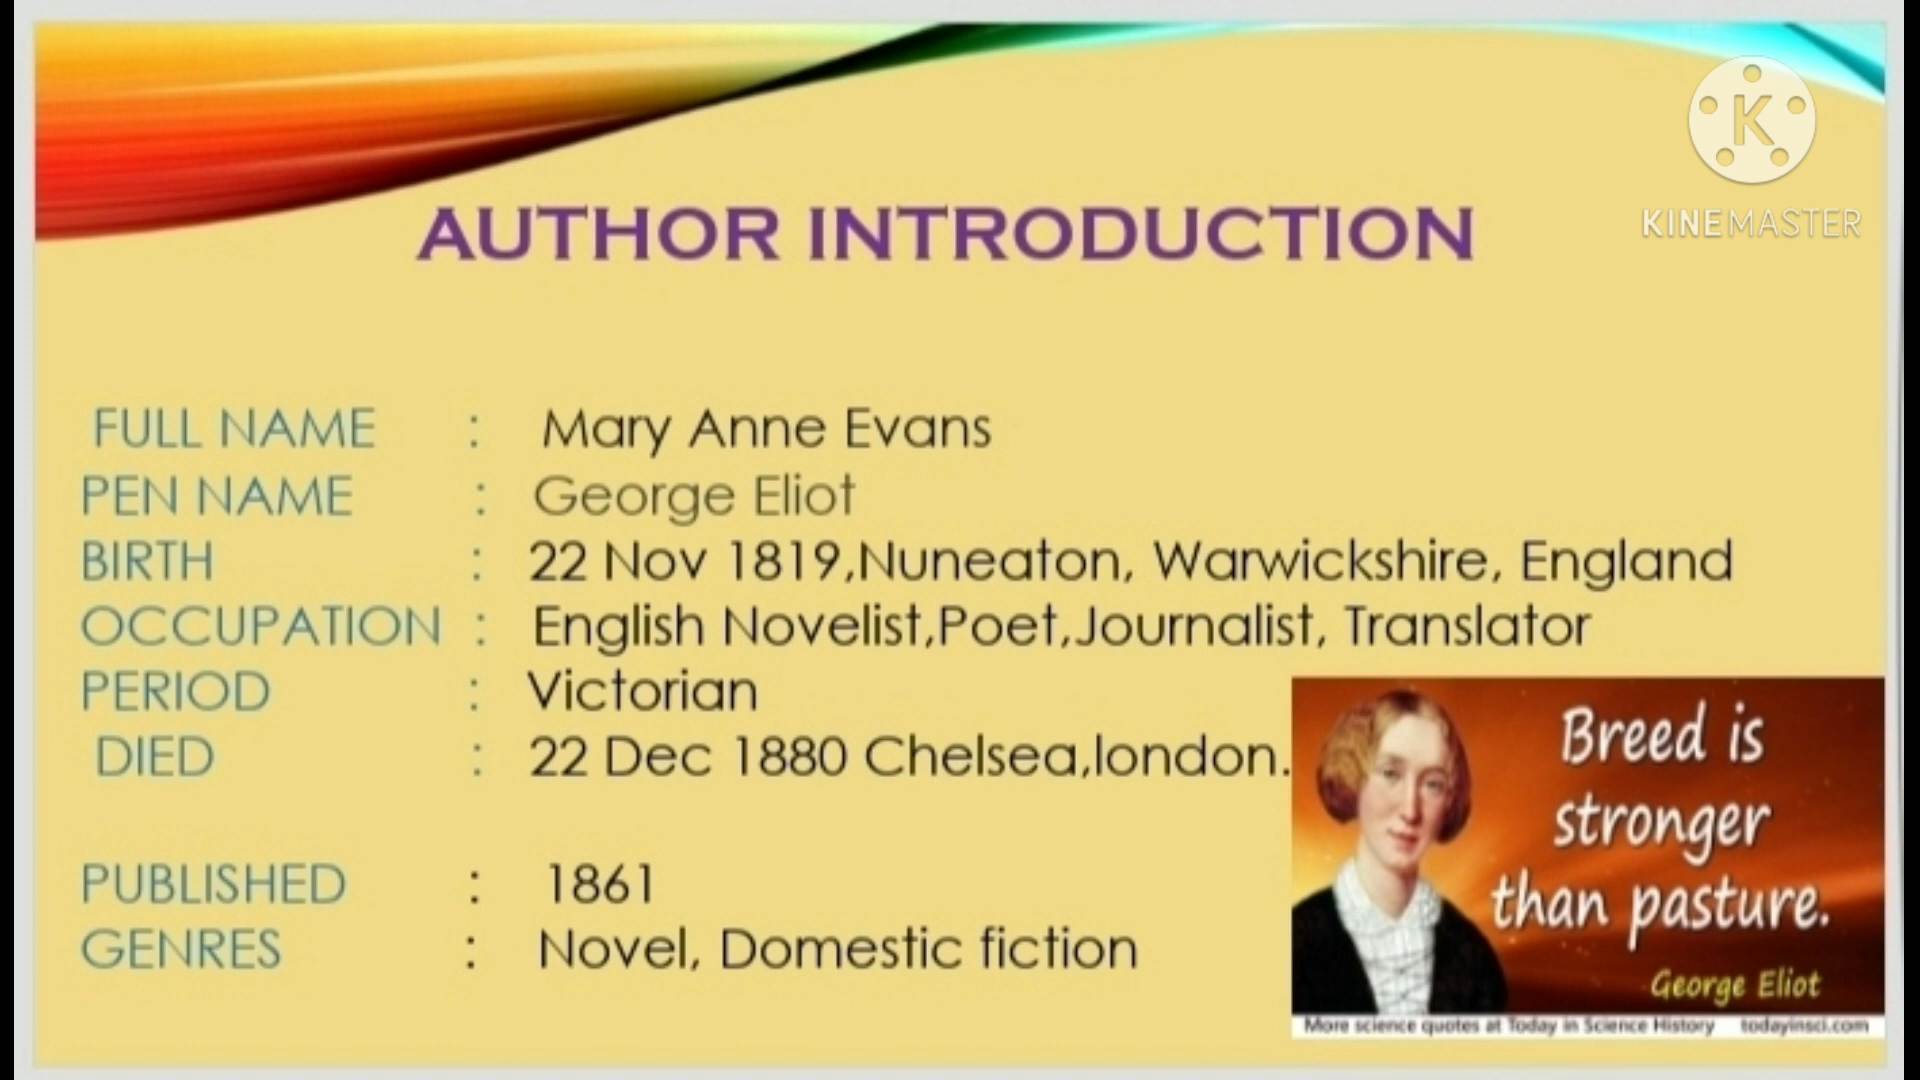 K
KINEMASTER
AUTHOR INTRODUCTION
FULL NAME : Mary Anne Evans
PEN NAME : George Eliot
BIRTH : 22 Nov 1819,Nuneaton, Warwickshire, England
OCCUPATION : English Novelist,Poet,Journalist, Translator
PERIOD : Victorian
DIED : 22 Dec 1880 Chelsea,london.
PUBLISHED : 1861
GENRES : Novel, Domestic fiction
Breed is
stronger
than pasture.
George Eliot
More science quotes at Today in Science History todayinsci.com